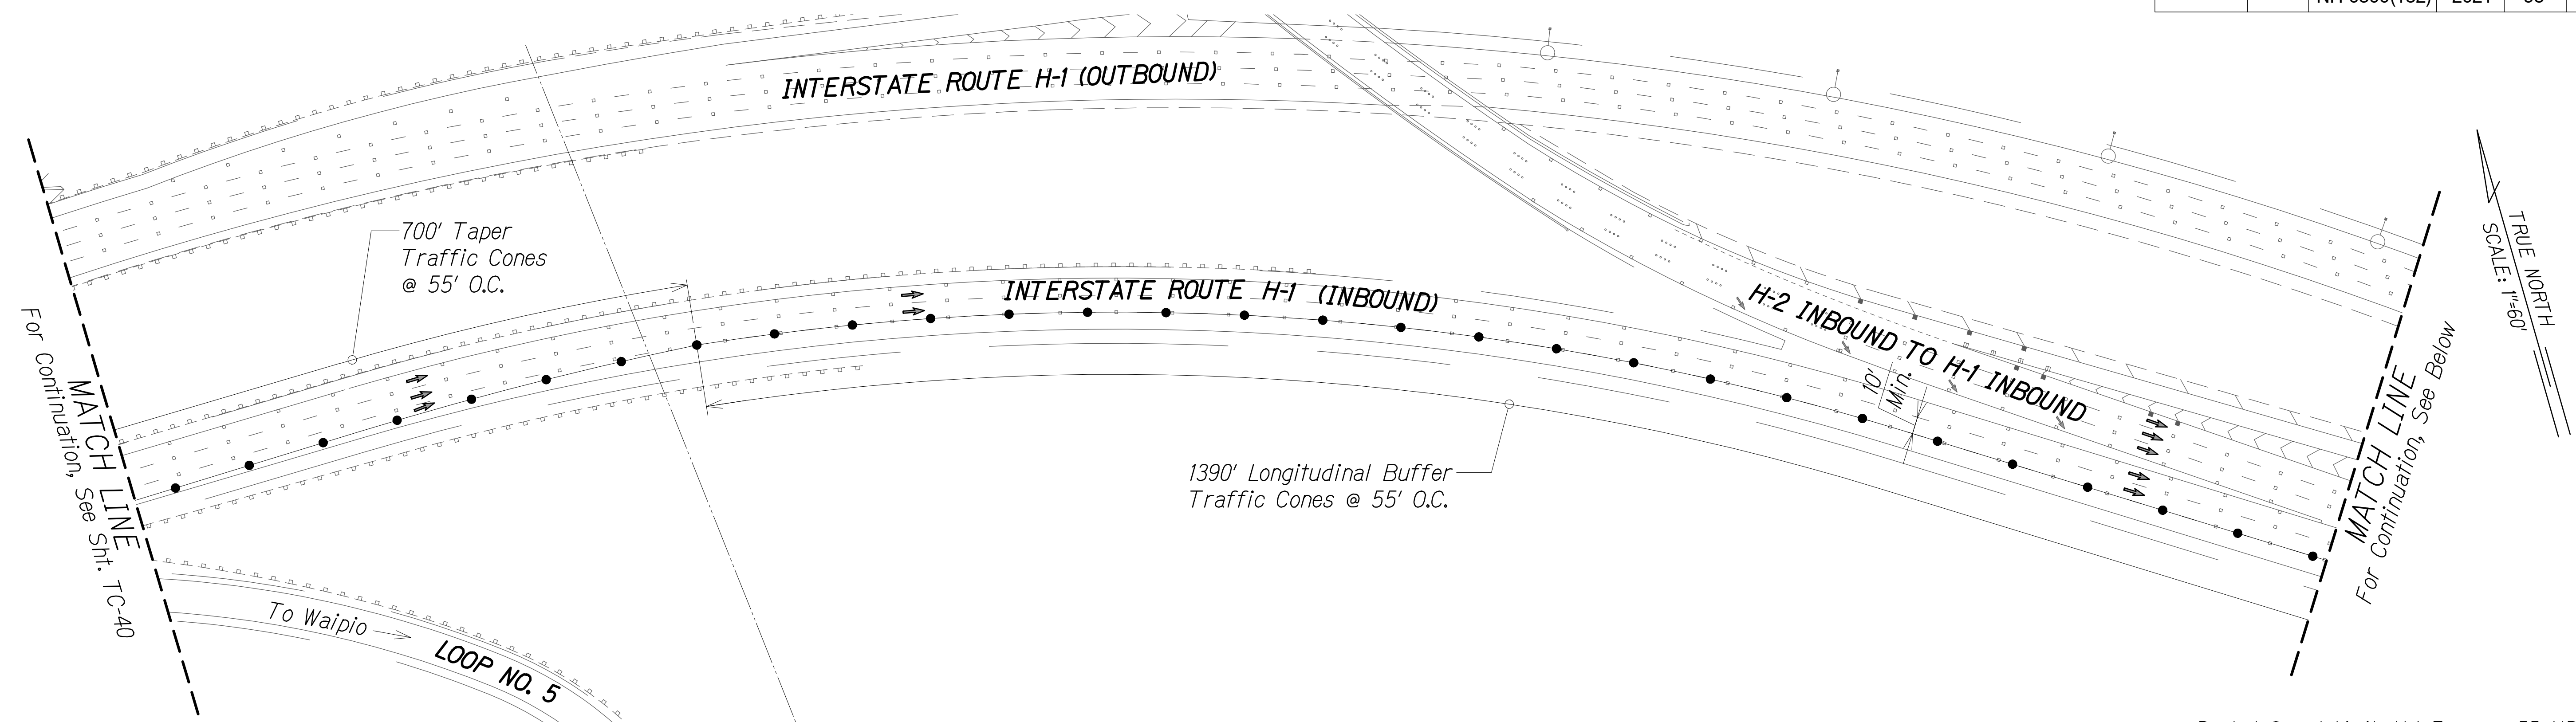 INTERSTATE ROUTE H-1 (OUTBOUND)
700' Taper
Traffic Cones
@ 55' O.C.
INTERSTATE ROUTE H-1 (INBOUND)
H-2 INBOUND TO H-1 INBOUND
10'
Min.
1390' Longitudinal Buffer
Traffic Cones @ 55' O.C.
MATCH LINE
For Continuation, See Sht. TC-40
To Waipio
LOOP NO. 5
MATCH LINE
For Continuation, See Below
TRUE NORTH
SCALE: 1"=60'